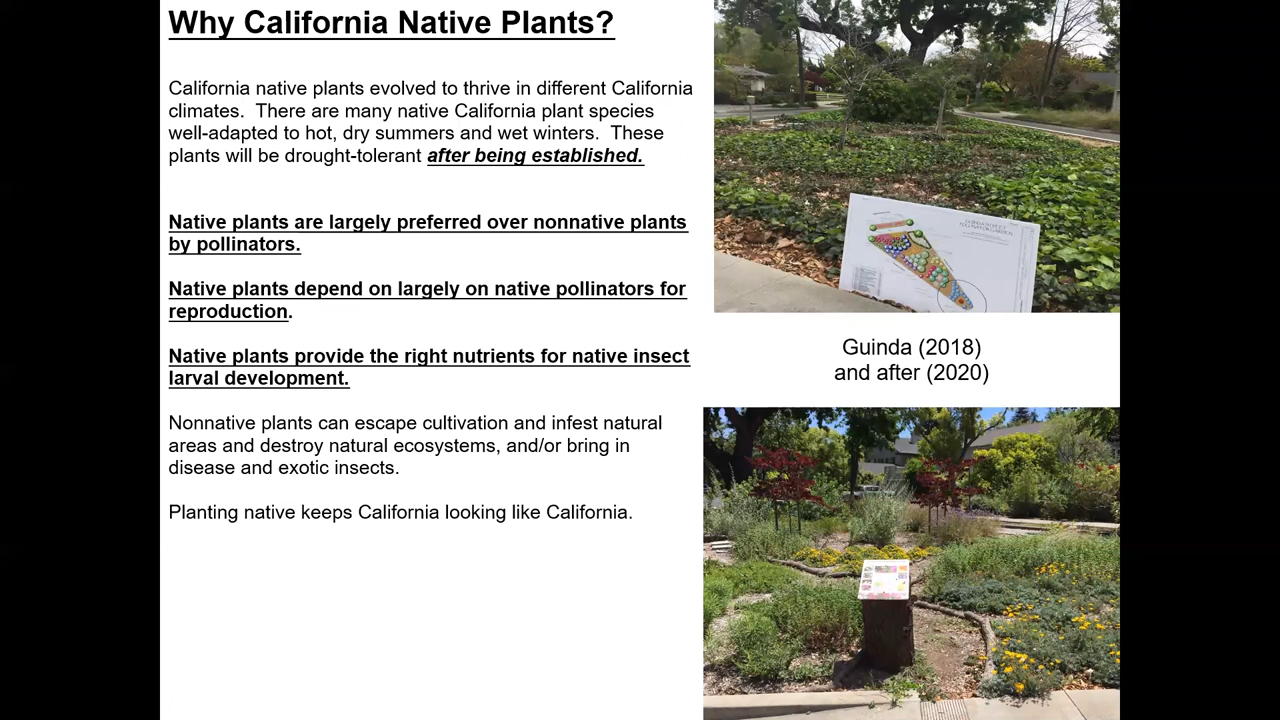 Why California Native Plants?
California native plants evolved to thrive in different California
climates.  There are many native California plant species
well-adapted to hot, dry summers and wet winters.  These
plants will be drought-tolerant after being established.
Native plants are largely preferred over nonnative plants
by pollinators.
Native plants depend on largely on native pollinators for
reproduction.
Native plants provide the right nutrients for native insect
larval development.
Nonnative plants can escape cultivation and infest natural
areas and destroy natural ecosystems, and/or bring in
disease and exotic insects.
Planting native keeps California looking like California.
Guinda (2018)
and after (2020)